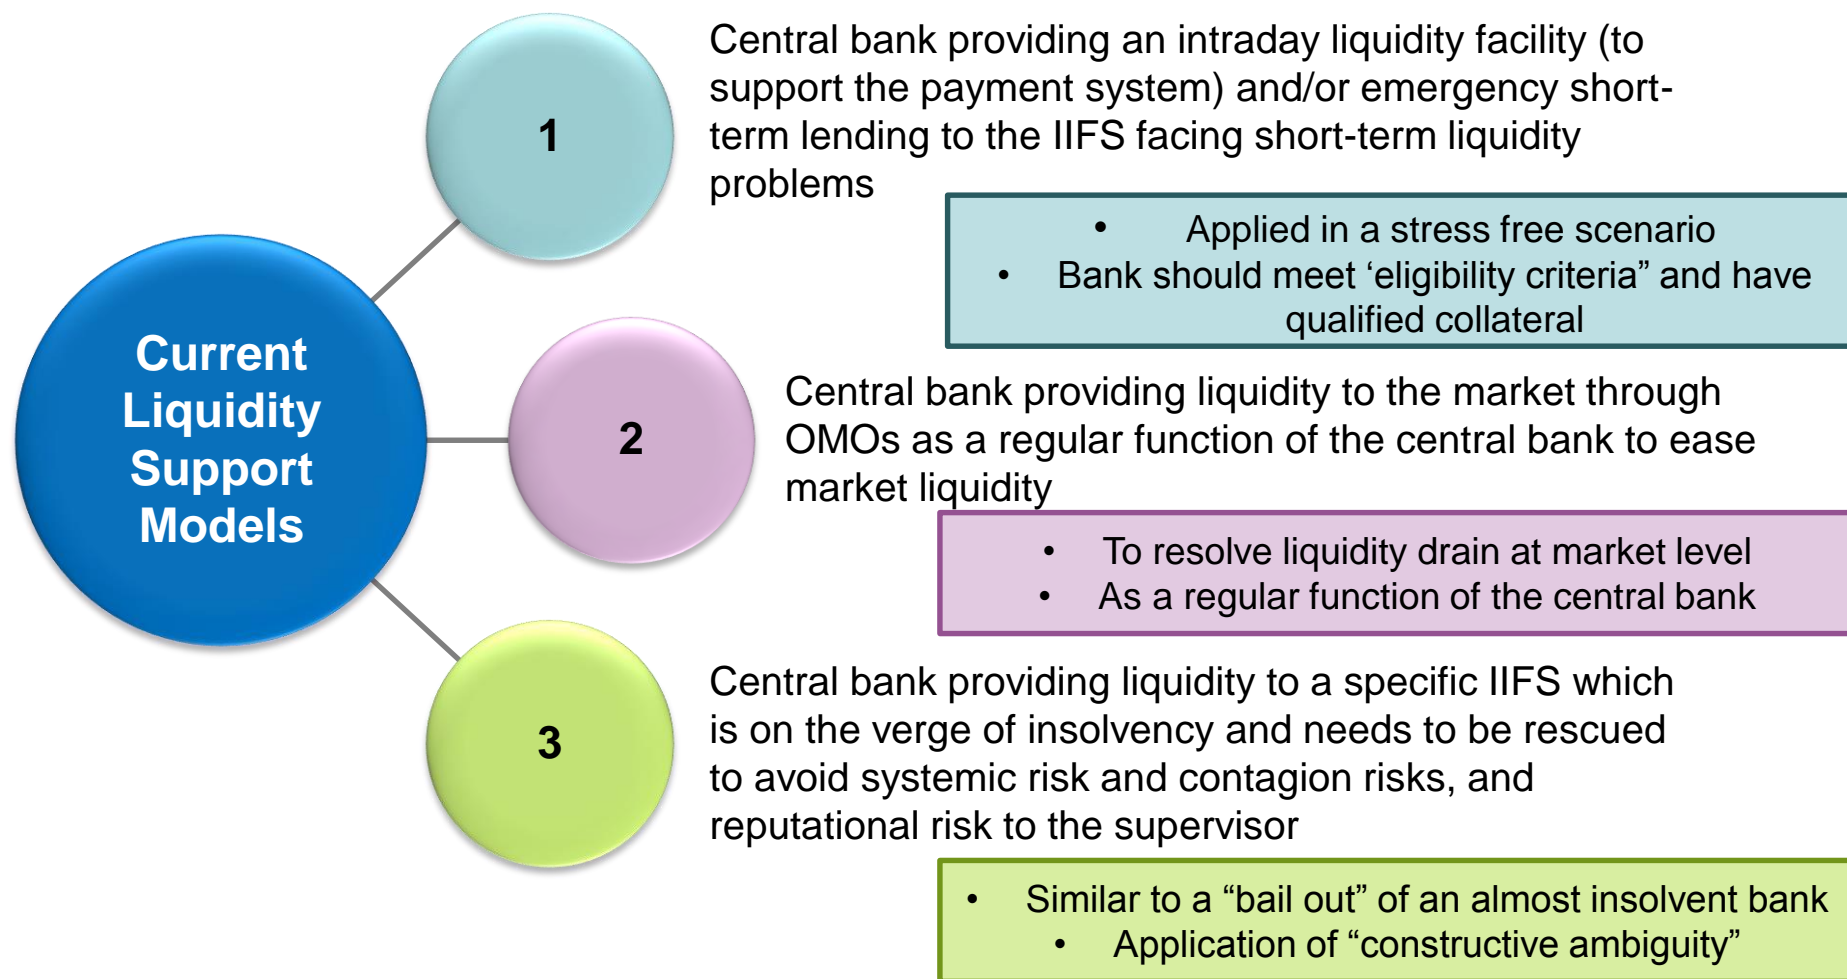 Current
Liquidity
Support
Models
1
Central bank providing an intraday liquidity facility (to
support the payment system) and/or emergency short-
term lending to the IIFS facing short-term liquidity
problems
• Applied in a stress free scenario
• Bank should meet ‘eligibility criteria” and have
qualified collateral
2
Central bank providing liquidity to the market through
OMOs as a regular function of the central bank to ease
market liquidity
• To resolve liquidity drain at market level
• As a regular function of the central bank
3
Central bank providing liquidity to a specific IIFS which
is on the verge of insolvency and needs to be rescued
to avoid systemic risk and contagion risks, and
reputational risk to the supervisor
• Similar to a “bail out” of an almost insolvent bank
• Application of “constructive ambiguity”